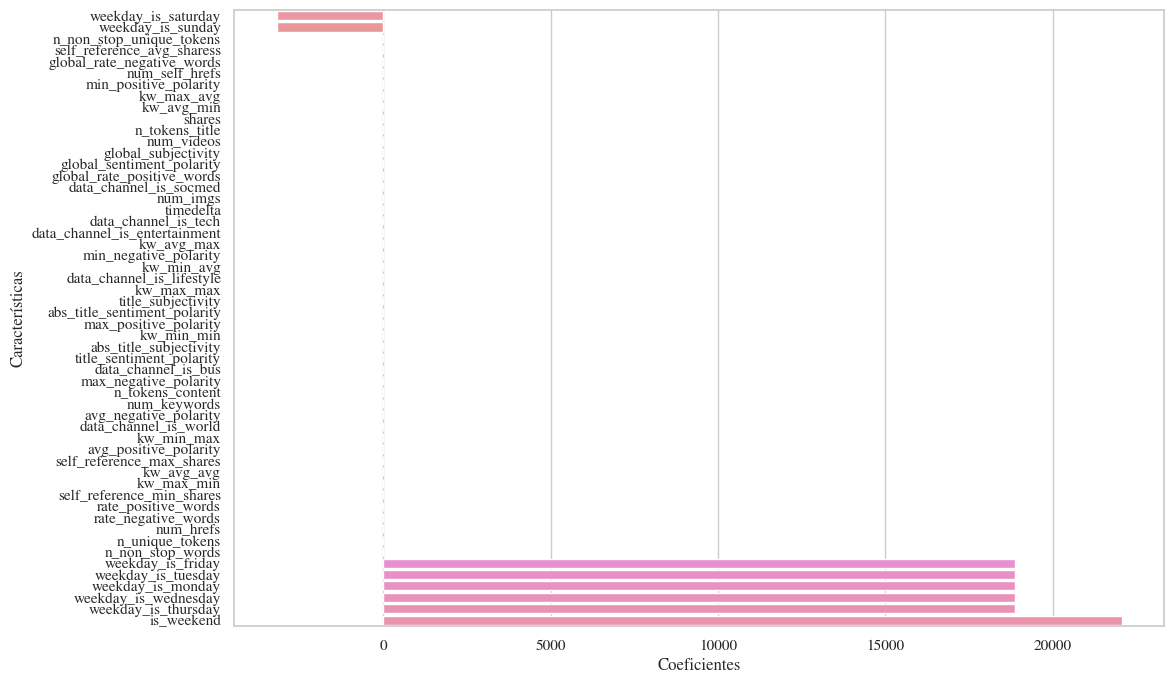 weekday_is_saturday
weekday_is_sunday
n_non_stop_unique_tokens
self_reference_avg_sharess
global_rate_negative_words
num_self_hrefs
min_positive_polarity
kw_max_avg
kw_avg_min
shares
n_tokens_title
num_videos
global_subjectivity
global_sentiment_polarity
global_rate_positive_words
data_channel_is_socmed
num_imgs
timedelta
data_channel_is_tech
data_channel_is_entertainment
kw_avg_max
min_negative_polarity
kw_min_avg
data_channel_is_lifestyle
kw_max_max
title_subjectivity
abs_title_sentiment_polarity
max_positive_polarity
kw_min_min
abs_title_subjectivity
title_sentiment_polarity
data_channel_is_bus
max_negative_polarity
n_tokens_content
num_keywords
avg_negative_polarity
data_channel_is_world
kw_min_max
avg_positive_polarity
self_reference_max_shares
kw_avg_avg
kw_max_min
self_reference_min_shares
rate_positive_words
rate_negative_words
num_hrefs
n_unique_tokens
n_non_stop_words
weekday_is_friday
weekday_is_tuesday
weekday_is_monday
weekday_is_wednesday
weekday_is_thursday
is_weekend
Características
0 5000 10000 15000 20000
Coeficientes